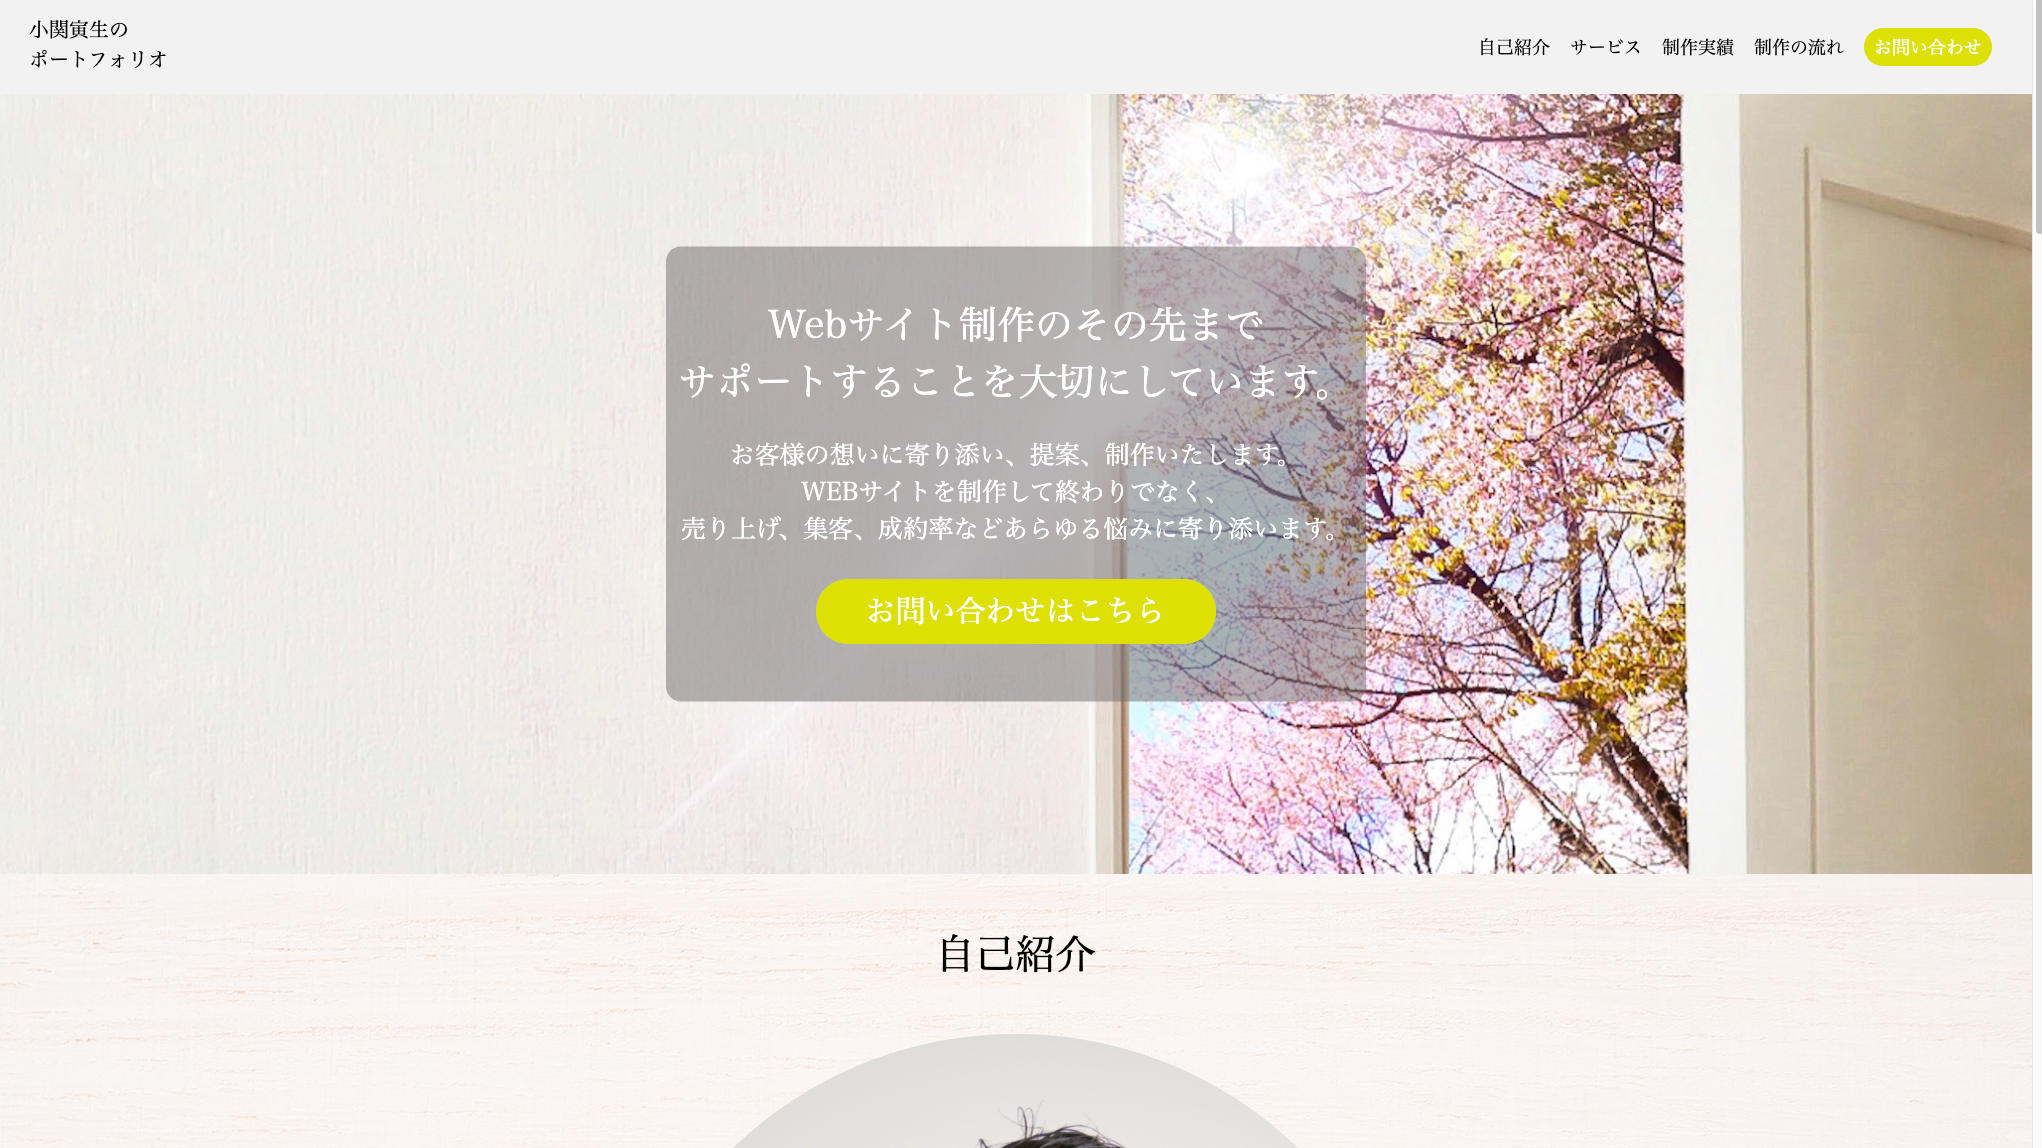 小関寅生の
ポートフォリオ
自己紹介 サービス 制作実績 制作の流れ お問い合わせ
Webサイト制作のその先まで
サポートすることを大切にしています。
お客様の想いに寄り添い、提案、制作いたします。
WEBサイトを制作して終わりでなく、
売り上げ、集客、成約率などあらゆる悩みに寄り添います。
お問い合わせはこちら
自己紹介